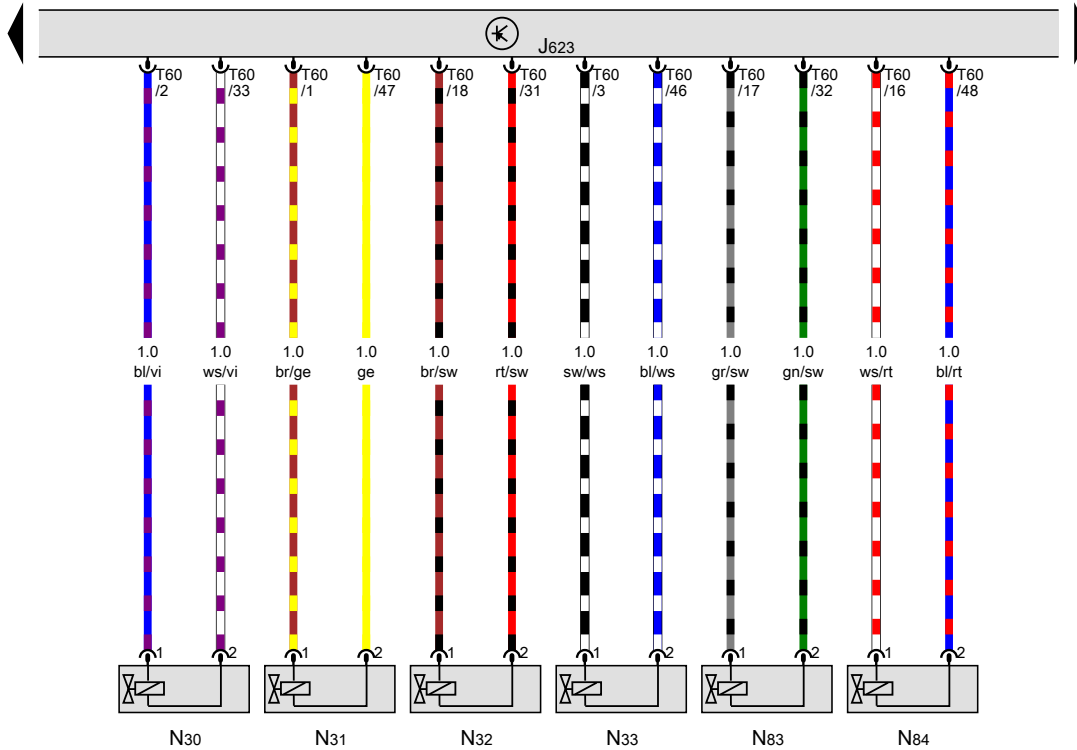 J623
T60 T60 T60 T60 T60 T60 T60 T60 T60 T60 T60 T60
/2 /33 /1 /47 /18 /31 /3 /46 /17 /32 /16 /48
1.0 1.0 1.0 1.0 1.0 1.0 1.0 1.0 1.0 1.0 1.0 1.0
bl/vi ws/vi br/ge ge br/sw rt/sw sw/ws bl/ws gr/sw gn/sw ws/rt bl/rt
1 2 1 2 1 2 1 2 1 2 1 2
N30 N31 N32 N33 N83 N84